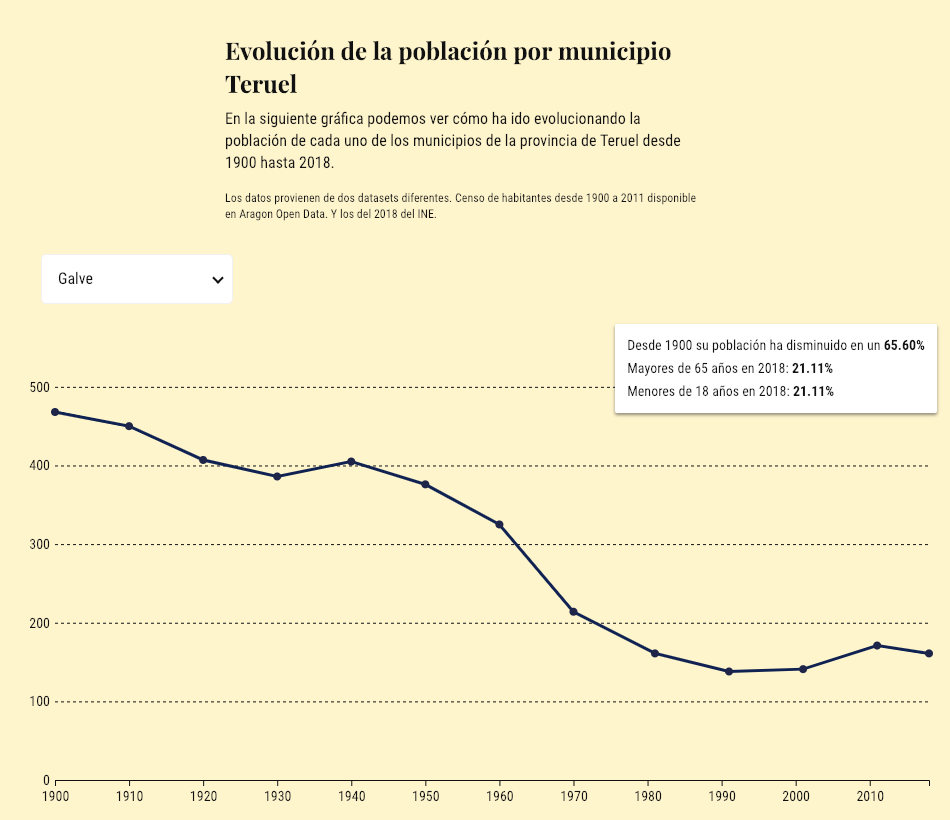 Evolución de la población por municipio
Teruel
En la siguiente gráfica podemos ver cómo ha ido evolucionando la
población de cada uno de los municipios de la provincia de Teruel desde
1900 hasta 2018.
Los datos provienen de dos datasets diferentes. Censo de habitantes desde 1900 a 2011 disponible
en Aragon Open Data. Y los del 2018 del INE.
Galve
Desde 1900 su población ha disminuido en un 65.60%
Mayores de 65 años en 2018: 21.11%
Menores de 18 años en 2018: 21.11%
500
400
300
200
100
0
1900 1910 1920 1930 1940 1950 1960 1970 1980 1990 2000 2010